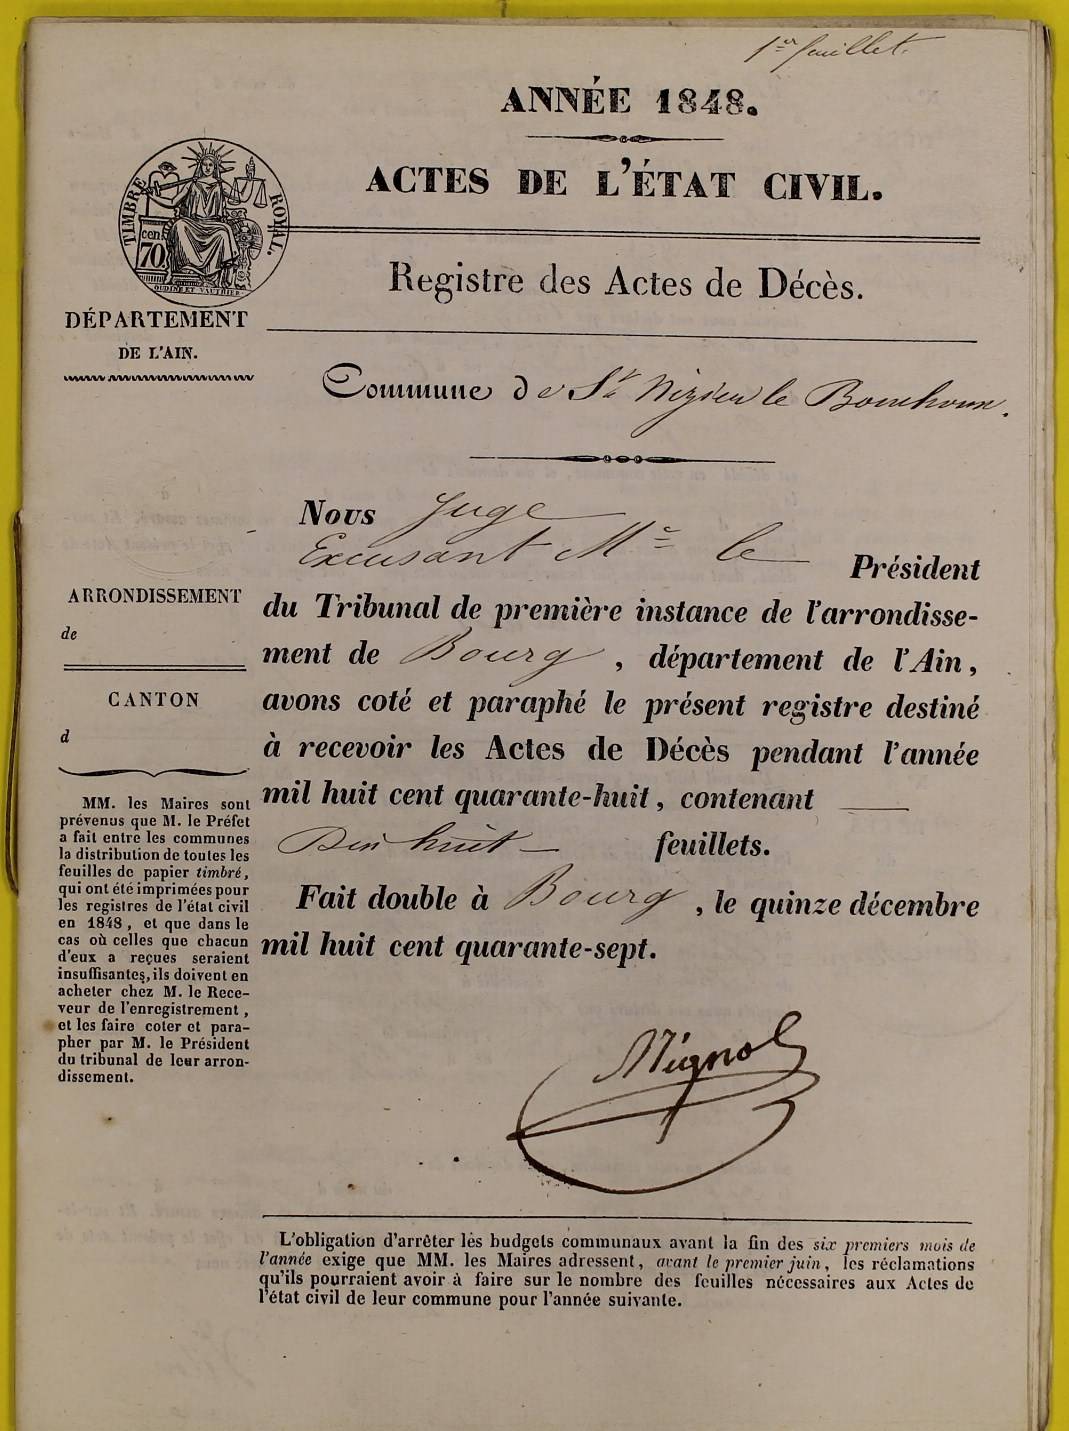 1er feuillet.
ANNÉE 1848.
ACTES DE L'ÉTAT CIVIL.
TIMBRE ROYAL.
cen.
70.
OUDINÉ ET VAUTHIER
Registre des Actes de Décès.
DÉPARTEMENT
DE L'AIN.
Commune de St Nizier le Bouchoux.
Nous Juge
Excusant Mr le Président
du Tribunal de première instance de l'arrondisse-
ment de Bourg, département de l'Ain,
avons coté et paraphé le présent registre destiné
à recevoir les Actes de Décès pendant l'année
mil huit cent quarante-huit, contenant
Dix huit feuillets.
Fait double à Bourg, le quinze décembre
mil huit cent quarante-sept.
ARRONDISSEMENT
de
CANTON
d
MM. les Maires sont
prévenus que M. le Préfet
a fait entre les communes
la distribution de toutes les
feuilles de papier timbré,
qui ont été imprimées pour
les registres de l'état civil
en 1848, et que dans le
cas où celles que chacun
d'eux a reçues seraient
insuffisantes, ils doivent en
acheter chez M. le Rece-
veur de l'enregistrement,
et les faire coter et para-
pher par M. le Président
du tribunal de leur arron-
dissement.
Mignot
L'obligation d'arrêter les budgets communaux avant la fin des six premiers mois de
l'année exige que MM. les Maires adressent, avant le premier juin, les réclamations
qu'ils pourraient avoir à faire sur le nombre des feuilles nécessaires aux Actes de
l'état civil de leur commune pour l'année suivante.